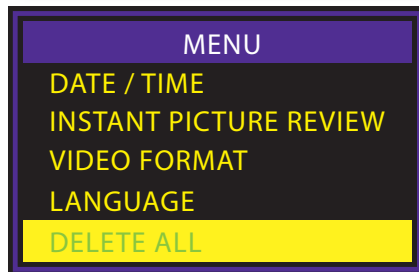 MENU
DATE / TIME
INSTANT PICTURE REVIEW
VIDEO FORMAT
LANGUAGE
DELETE ALL